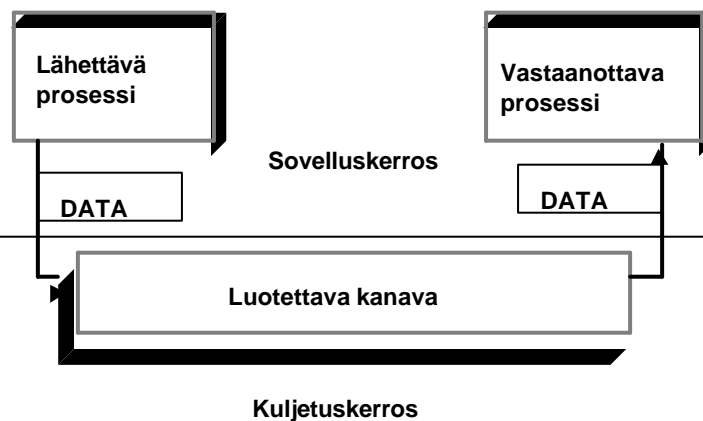 Lähettävä
prosessi
Vastaanottava
prosessi
Sovelluskerros
DATA
DATA
Luotettava kanava
Kuljetuskerros